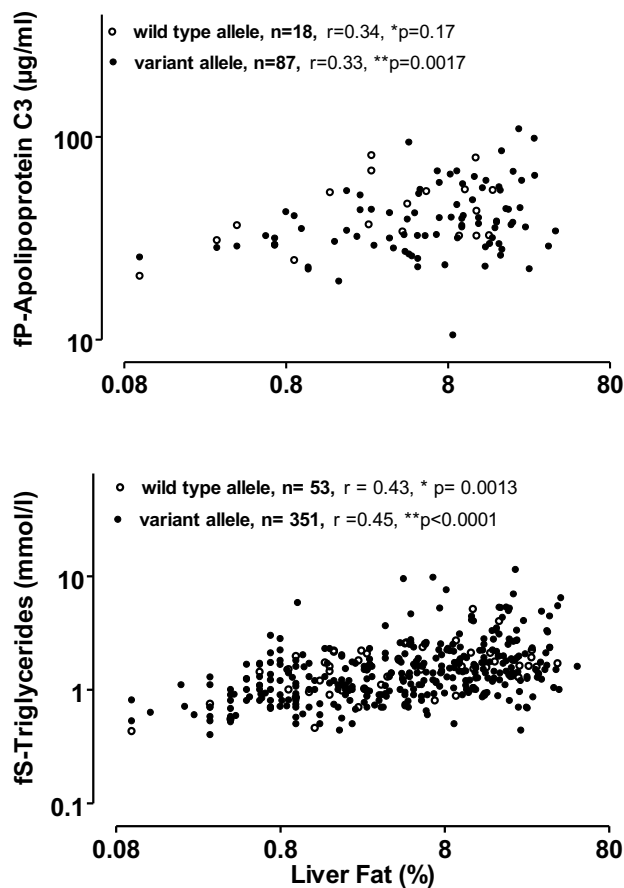 wild type allele, n=18, r=0.34, *p=0.17
variant allele, n=87, r=0.33, **p=0.0017
fP-Apolipoprotein C3 (µg/ml)
100
10
0.08 0.8 8 80
wild type allele, n= 53, r = 0.43, * p= 0.0013
variant allele, n= 351, r =0.45, **p<0.0001
fS-Triglycerides (mmol/l)
10
1
0.1
0.08 0.8 8 80
Liver Fat (%)